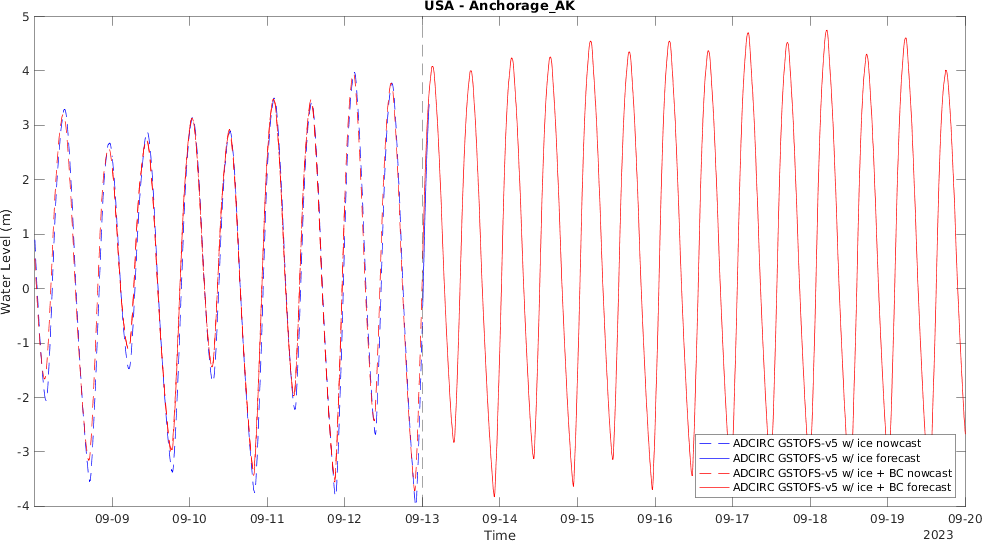 USA - Anchorage_AK
5
4
3
2
1
0
-1
-2
-3
-4
Water Level (m)
ADCIRC GSTOFS-v5 w/ ice nowcast
ADCIRC GSTOFS-v5 w/ ice forecast
ADCIRC GSTOFS-v5 w/ ice + BC nowcast
ADCIRC GSTOFS-v5 w/ ice + BC forecast
09-09 09-10 09-11 09-12 09-13 09-14 09-15 09-16 09-17 09-18 09-19 09-20
Time
2023